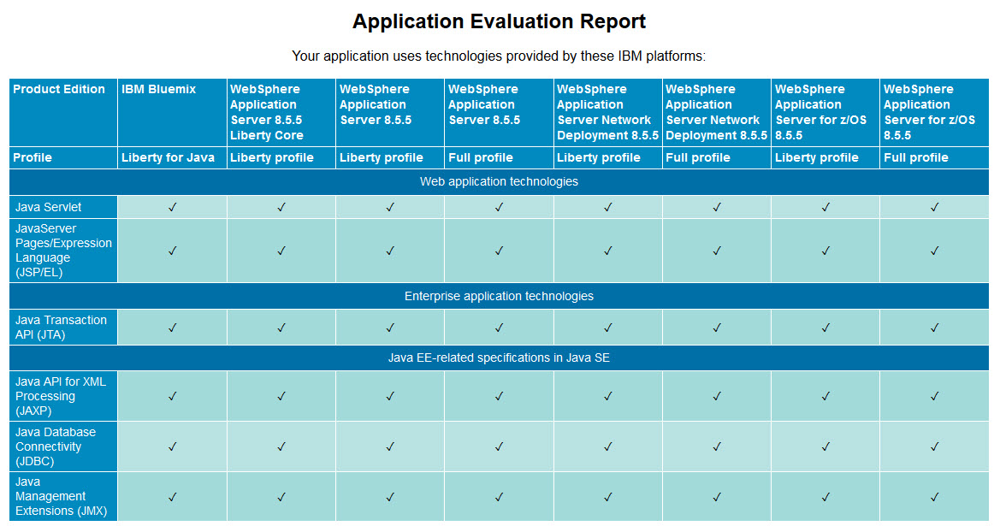 Application Evaluation Report
Your application uses technologies provided by these IBM platforms:
Product Edition
IBM Bluemix
WebSphere
Application
Server 8.5.5
Liberty Core
WebSphere
Application
Server 8.5.5
WebSphere
Application
Server 8.5.5
WebSphere
Application
Server Network
Deployment 8.5.5
WebSphere
Application
Server Network
Deployment 8.5.5
WebSphere
Application
Server for z/OS
8.5.5
WebSphere
Application
Server for z/OS
8.5.5
Profile
Liberty for Java
Liberty profile
Liberty profile
Full profile
Liberty profile
Full profile
Liberty profile
Full profile
Web application technologies
Java Servlet
✓ ✓ ✓ ✓ ✓ ✓ ✓ ✓
JavaServer
Pages/Expression
Language
(JSP/EL)
✓ ✓ ✓ ✓ ✓ ✓ ✓ ✓
Enterprise application technologies
Java Transaction
API (JTA)
✓ ✓ ✓ ✓ ✓ ✓ ✓ ✓
Java EE-related specifications in Java SE
Java API for XML
Processing
(JAXP)
✓ ✓ ✓ ✓ ✓ ✓ ✓ ✓
Java Database
Connectivity
(JDBC)
✓ ✓ ✓ ✓ ✓ ✓ ✓ ✓
Java
Management
Extensions (JMX)
✓ ✓ ✓ ✓ ✓ ✓ ✓ ✓